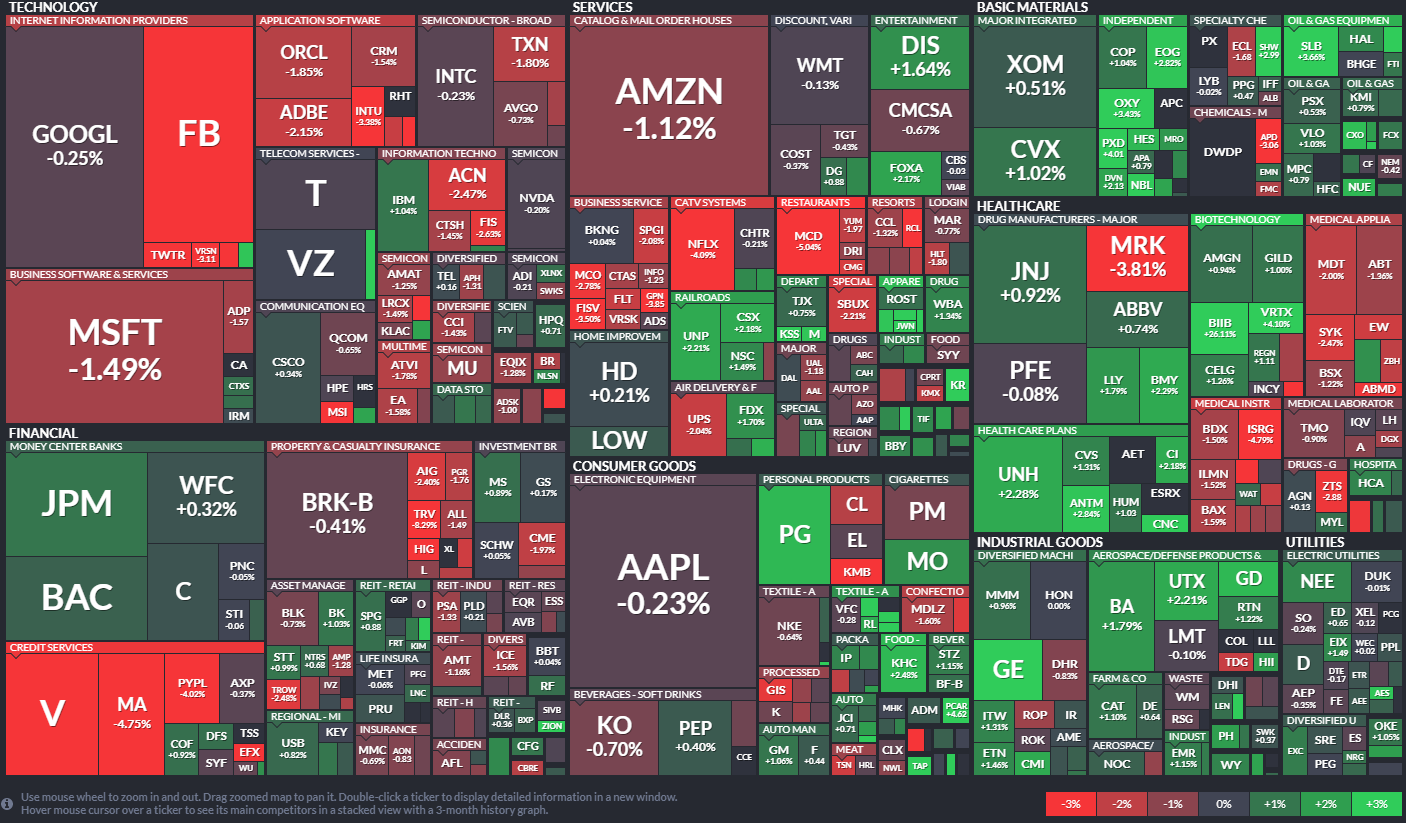 TECHNOLOGY
INTERNET INFORMATION PROVIDERS
GOOGL
-0.25%
FB
TWTR
VRSN
-3.11
APPLICATION SOFTWARE
ORCL
-1.85%
CRM
-1.54%
ADBE
-2.15%
INTU
-3.38%
RHT
SEMICONDUCTOR - BROAD
INTC
-0.23%
TXN
-1.80%
AVGO
-0.73%
TELECOM SERVICES -
T
VZ
INFORMATION TECHNO
IBM
+1.04%
ACN
-2.47%
CTSH
-1.45%
FIS
-2.63%
SEMICON
NVDA
-0.20%
BUSINESS SOFTWARE & SERVICES
MSFT
-1.49%
ADP
-1.57
CA
CTXS
IRM
COMMUNICATION EQ
CSCO
+0.34%
QCOM
-0.65%
HPE
HRS
MSI
SEMICON
AMAT
-1.25%
LRCX
-1.49%
KLAC
DIVERSIFIED
TEL
+0.16
APH
-1.31
SEMICON
ADI
-0.21
XLNX
SWKS
DIVERSIFIE
CCI
-1.43%
SCIEN
FTV
HPQ
+0.71
MULTIME
ATVI
-1.78%
EA
-1.58%
SEMICON
MU
EQIX
-1.28%
BR
NLSN
DATA STO
ADSK
-1.00
SERVICES
CATALOG & MAIL ORDER HOUSES
AMZN
-1.12%
DISCOUNT, VARI
WMT
-0.13%
COST
-0.37%
TGT
-0.43%
DG
+0.88
ENTERTAINMENT
DIS
+1.64%
CMCSA
-0.67%
FOXA
+2.17%
CBS
-0.03
VIAB
BUSINESS SERVICE
BKNG
+0.04%
SPGI
-2.08%
MCO
-2.78%
CTAS
INFO
-1.23
FISV
-3.50%
FLT
GPN
-3.85
VRSK
ADS
CATV SYSTEMS
NFLX
-4.09%
CHTR
-0.21%
RESTAURANTS
MCD
-5.04%
YUM
-1.97
DRI
CMG
RESORTS
CCL
-1.32%
RCL
LODGIN
MAR
-0.77%
HLT
-1.80
RAILROADS
UNP
+2.21%
CSX
+2.18%
NSC
+1.49%
DEPART
TJX
+0.75%
KSS
M
SPECIAL
SBUX
-2.21%
APPARE
ROST
JWN
DRUG
WBA
+1.34%
HOME IMPROVEM
HD
+0.21%
LOW
MAJOR
DAL
UAL
-1.18
AAL
DRUGS
ABC
CAH
INDUST
FOOD
SYY
AIR DELIVERY & F
UPS
-2.04%
FDX
+1.70%
AUTO P
AZO
AAP
CPRT
KMX
KR
SPECIAL
ULTA
REGION
LUV
TIF
BBY
BASIC MATERIALS
MAJOR INTEGRATED
XOM
+0.51%
CVX
+1.02%
INDEPENDENT
COP
+1.04%
EOG
+2.82%
OXY
+3.43%
APC
PXD
+4.01
HES
MRO
APA
+0.79
DVN
+2.13
NBL
SPECIALTY CHE
PX
ECL
-1.68
SHW
+2.99
LYB
-0.02%
PPG
+0.47
IFF
ALB
CHEMICALS - M
DWDP
APD
-3.06
EMN
FMC
OIL & GAS EQUIPMEN
SLB
+3.66%
HAL
BHGE
FTI
OIL & GA
PSX
+0.53%
VLO
+1.03%
MPC
+0.79
HFC
OIL & GAS
KMI
+0.79%
CXO
FCX
CF
NEM
-0.42
NUE
HEALTHCARE
DRUG MANUFACTURERS - MAJOR
JNJ
+0.92%
PFE
-0.08%
MRK
-3.81%
ABBV
+0.74%
LLY
+1.79%
BMY
+2.29%
BIOTECHNOLOGY
AMGN
+0.94%
GILD
+1.00%
BIIB
+26.11%
VRTX
+4.10%
REGN
+1.11
CELG
+1.26%
INCY
MEDICAL APPLIA
MDT
-2.00%
ABT
-1.36%
SYK
-2.47%
EW
ZBH
BSX
-1.22%
ABMD
HEALTH CARE PLANS
UNH
+2.28%
CVS
+1.31%
AET
CI
+2.18%
ANTM
+2.84%
HUM
+1.03
ESRX
CNC
MEDICAL INSTR
BDX
-1.50%
ISRG
-4.79%
ILMN
-1.52%
WAT
BAX
-1.59%
MEDICAL LABORATOR
TMO
-0.90%
IQV
LH
A
DGX
DRUGS - G
AGN
+0.13
ZTS
-2.88
MYL
HOSPITA
HCA
FINANCIAL
MONEY CENTER BANKS
JPM
WFC
+0.32%
BAC
C
PNC
-0.05%
STI
-0.06
CREDIT SERVICES
V
MA
-4.75%
PYPL
-4.02%
AXP
-0.37%
COF
+0.92%
DFS
TSS
SYF
EFX
WU
PROPERTY & CASUALTY INSURANCE
BRK-B
-0.41%
AIG
-2.40%
PGR
-1.76
TRV
-8.29%
ALL
-1.49
HIG
XL
L
INVESTMENT BR
MS
+0.89%
GS
+0.17%
SCHW
+0.05%
CME
-1.97%
ASSET MANAGE
BLK
-0.73%
BK
+1.03%
STT
+0.99%
NTRS
+0.68
AMP
-1.28
TROW
-2.48%
IVZ
REIT - RETAI
SPG
+0.88
GGP
O
FRT
KIM
REIT - INDU
PSA
-1.33
PLD
+0.21
REIT - RES
EQR
ESS
AVB
LIFE INSURA
MET
-0.06%
PFG
LNC
PRU
REIT -
AMT
-1.16%
DIVERS
ICE
-1.56%
BBT
+0.04%
RF
REGIONAL - MI
USB
+0.82%
KEY
INSURANCE
MMC
-0.69%
AON
-0.83
REIT - H
REIT -
DLR
+0.36
BXP
SIVB
ZION
ACCIDEN
AFL
CFG
CBRE
CONSUMER GOODS
ELECTRONIC EQUIPMENT
AAPL
-0.23%
BEVERAGES - SOFT DRINKS
KO
-0.70%
PEP
+0.40%
CCE
PERSONAL PRODUCTS
PG
CL
EL
KMB
CIGARETTES
PM
MO
TEXTILE - A
NKE
-0.64%
TEXTILE - A
VFC
-0.28
RL
CONFECTIO
MDLZ
-1.60%
PACKA
IP
FOOD -
KHC
+2.48%
BEVER
STZ
+1.15%
BF-B
PROCESSED
GIS
K
AUTO
JCI
+0.71
MHK
ADM
PCAR
+4.62
AUTO MAN
GM
+1.06%
F
+0.44
MEAT
TSN
HRL
CLX
NWL
TAP
INDUSTRIAL GOODS
DIVERSIFIED MACHI
MMM
+0.96%
HON
0.00%
GE
DHR
-0.83%
ITW
+1.31%
ROP
IR
ROK
AME
ETN
+1.46%
CMI
AEROSPACE/DEFENSE PRODUCTS &
BA
+1.79%
UTX
+2.21%
GD
RTN
+1.22%
LMT
-0.10%
COL
LLL
TDG
HII
FARM & CO
CAT
+1.10%
DE
+0.64
WASTE
WM
RSG
DHI
LEN
AEROSPACE/
NOC
INDUST
EMR
+1.15%
PH
SWK
+0.37
WY
UTILITIES
ELECTRIC UTILITIES
NEE
DUK
-0.01%
SO
-0.24%
ED
+0.65
XEL
-0.12
PCG
D
EIX
+1.49
WEC
+0.02
PPL
DTE
-0.17
ETR
AEP
-0.35
FE
AEE
AES
DIVERSIFIED U
EXC
SRE
ES
PEG
NRG
OKE
+1.05%
Use mouse wheel to zoom in and out. Drag zoomed map to pan it. Double-click a ticker to display detailed information in a new window.
Hover mouse cursor over a ticker to see its main competitors in a stacked view with a 3-month history graph.
-3% -2% -1% 0% +1% +2% +3%